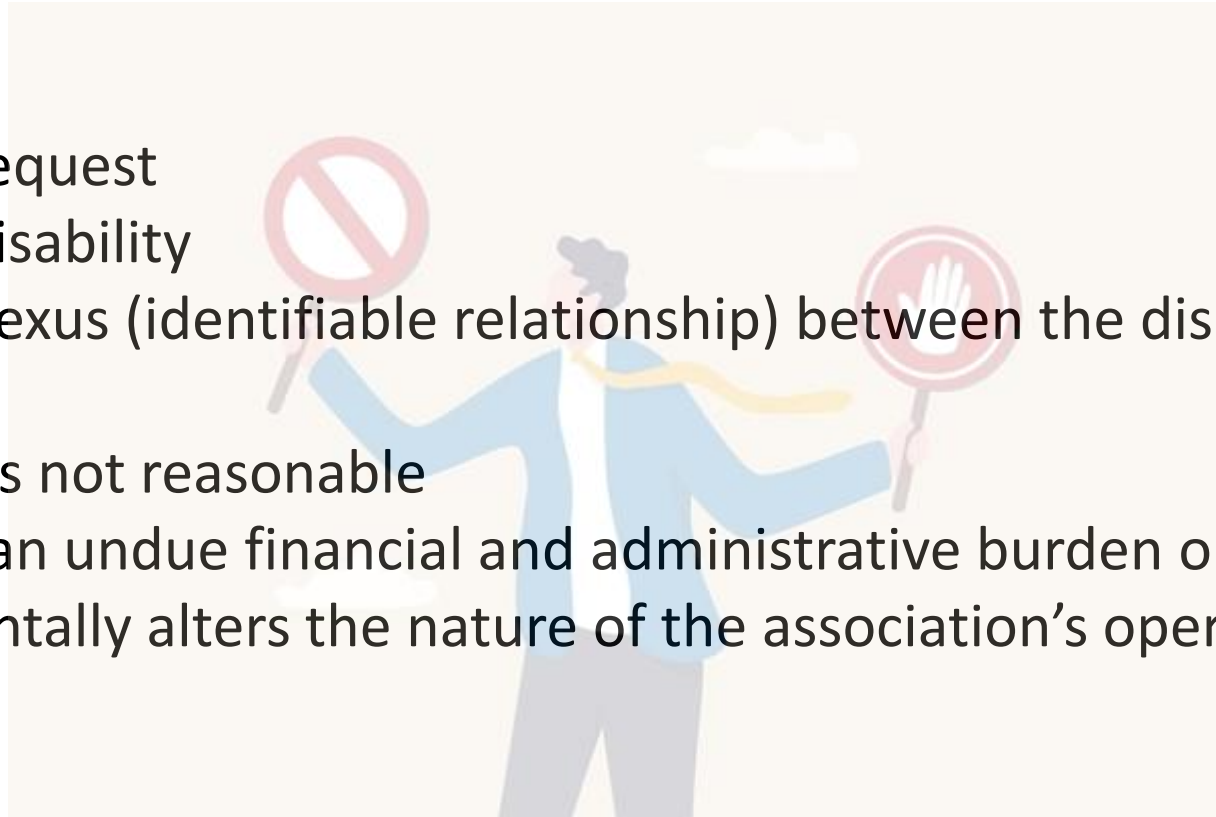 equest
isability
exus (identifiable relationship) between the dis
s not reasonable
an undue financial and administrative burden o
ntally alters the nature of the association’s oper